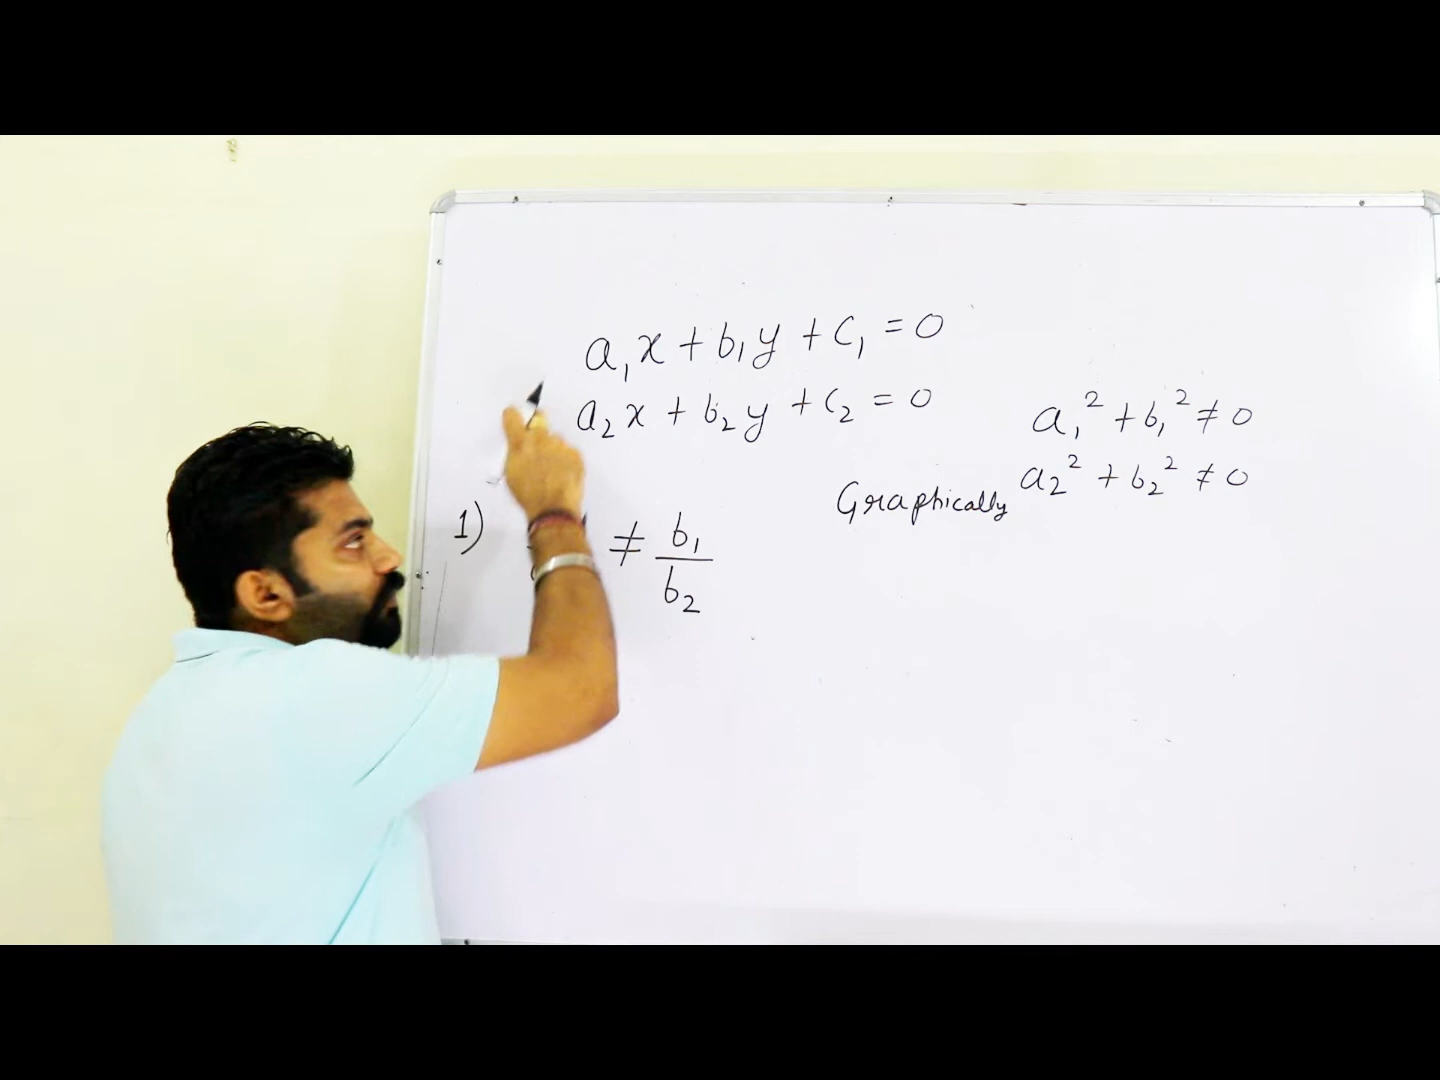 a₁x + b₁y + c₁ = 0
a₂x + b₂y + c₂ = 0
a₁² + b₁² ≠ 0
a₂² + b₂² ≠ 0
Graphically
1) ≠ b₁/b₂